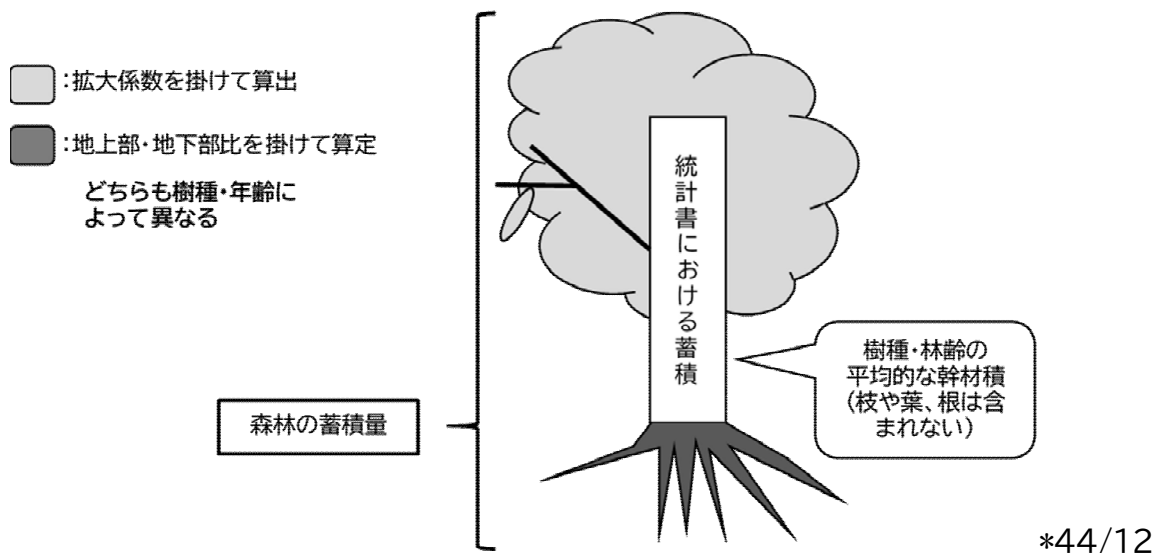 ：拡大係数を掛けて算出
：地上部・地下部比を掛けて算定
どちらも樹種・年齢に
よって異なる
統計書における蓄積
樹種・林齢の
平均的な幹材積
（枝や葉、根は含
まれない）
森林の蓄積量
*44/12